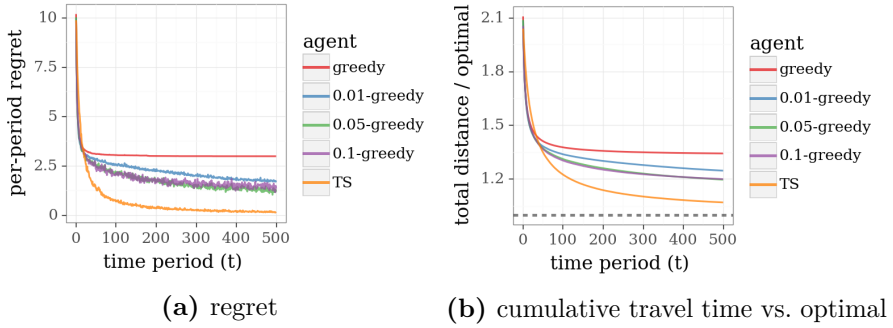 per-period regret
10
7.5
5.0
2.5
0
0 100 200 300 400 500
time period (t)
agent
greedy
0.01-greedy
0.05-greedy
0.1-greedy
TS
(a) regret
total distance / optimal
2.1
1.8
1.5
1.2
0 100 200 300 400 500
time period (t)
agent
greedy
0.01-greedy
0.05-greedy
0.1-greedy
TS
(b) cumulative travel time vs. optimal